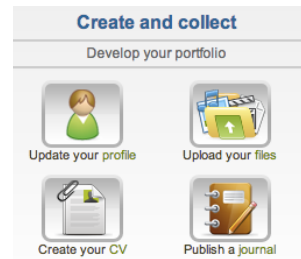 Create and collect
Develop your portfolio
Update your profile
Upload your files
Create your CV
Publish a journal